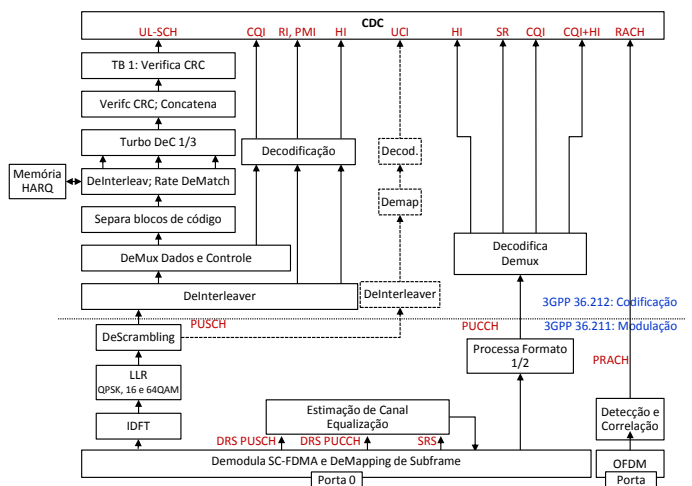 CDC
UL-SCH CQI RI, PMI HI UCI HI SR CQI CQI+HI RACH
TB 1: Verifica CRC
Verifc CRC; Concatena
Turbo DeC 1/3
Decodificação
Decod.
Memória
HARQ
DeInterleav; Rate DeMatch
Demap
Separa blocos de código
DeMux Dados e Controle
Decodifica
Demux
DeInterleaver
DeInterleaver
3GPP 36.212: Codificação
PUSCH
PUCCH
3GPP 36.211: Modulação
DeScrambling
Processa Formato
1/2
PRACH
LLR
QPSK, 16 e 64QAM
IDFT
Estimação de Canal
Equalização
Detecção e
Correlação
DRS PUSCH DRS PUCCH SRS
Demodula SC-FDMA e DeMapping de Subframe
OFDM
Porta 0
Porta